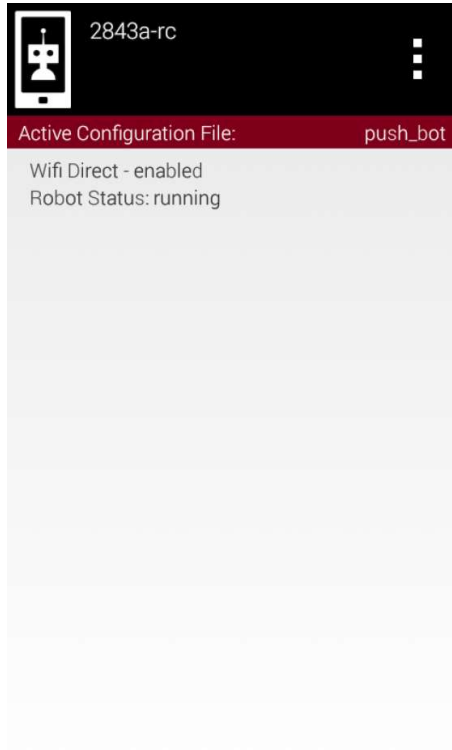 2843a-rc
Active Configuration File: push_bot
Wifi Direct - enabled
Robot Status: running